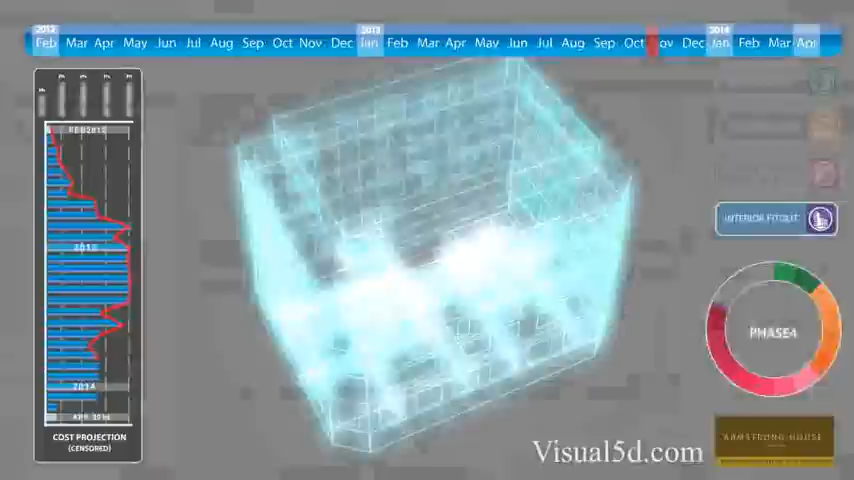 2012 2013 2014
Feb Mar Apr May Jun Jul Aug Sep Oct Nov Dec Jan Feb Mar Apr May Jun Jul Aug Sep Oct ov Dec Jan Feb Mar Apr
FEB2012
2013
2014
COST PROJECTION
(CENSORED)
INTERIOR FITOUT
PHASE4
ARMSTRONG HOUSE
Visual5d.com